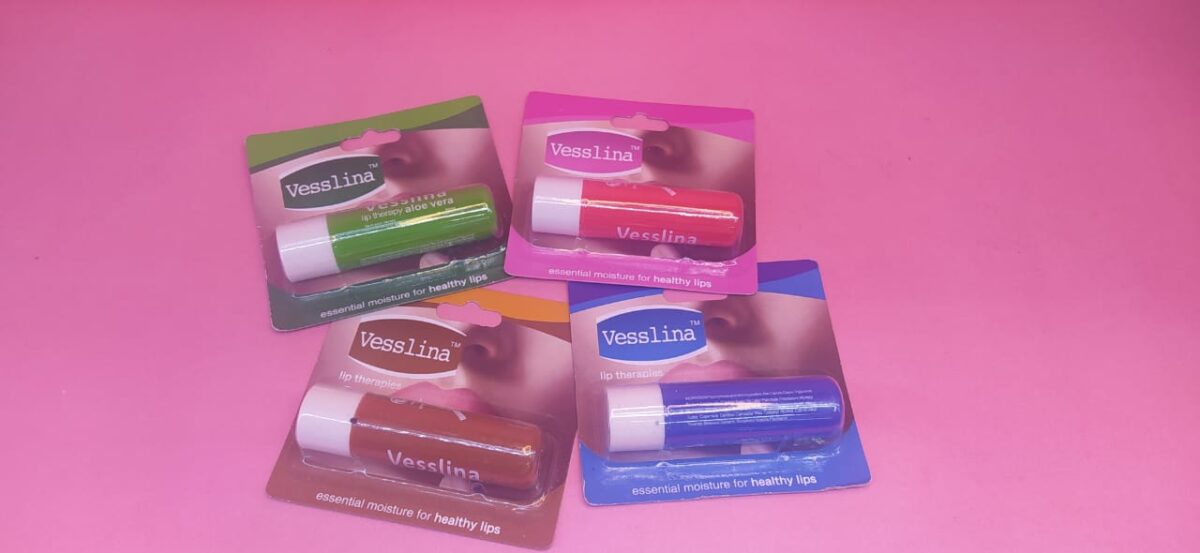 Vesslina™
Vesslina
lip therapy aloe vera
essential moisture for healthy lips
Vesslina™
Vesslina
essential moisture for healthy lips
Vesslina™
lip therapies
Vesslina
essential moisture for healthy lips
Vesslina™
lip therapies
essential moisture for healthy lips